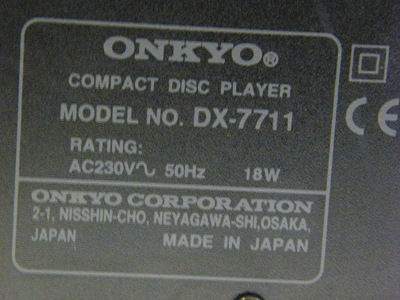 ONKYO®
COMPACT DISC PLAYER
MODEL NO. DX-7711
RATING:
AC230V∿ 50Hz 18W
CE
ONKYO CORPORATION
2-1, NISSHIN-CHO, NEYAGAWA-SHI,OSAKA,
JAPAN MADE IN JAPAN